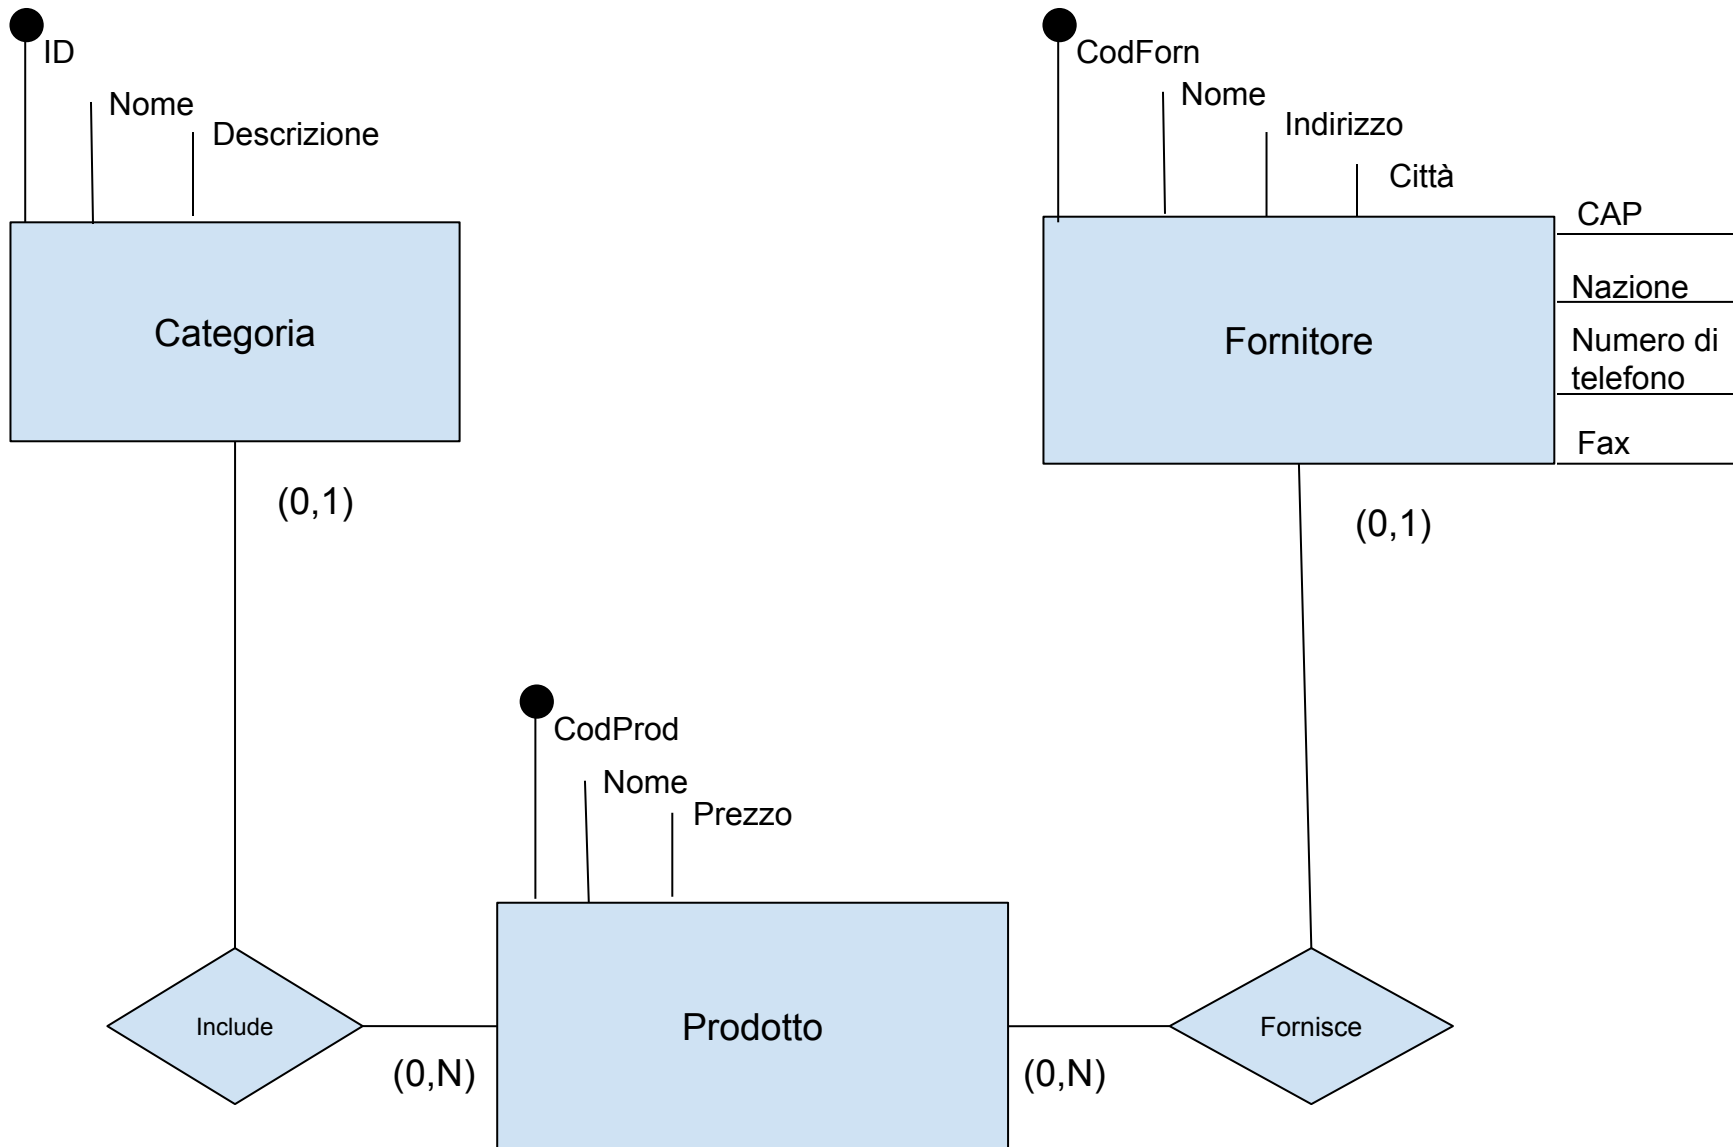 ID
Nome
Descrizione
Categoria
(0,1)
CodForn
Nome
Indirizzo
Città
CAP
Nazione
Numero di
telefono
Fax
Fornitore
(0,1)
CodProd
Nome
Prezzo
Include
(0,N)
Prodotto
(0,N)
Fornisce